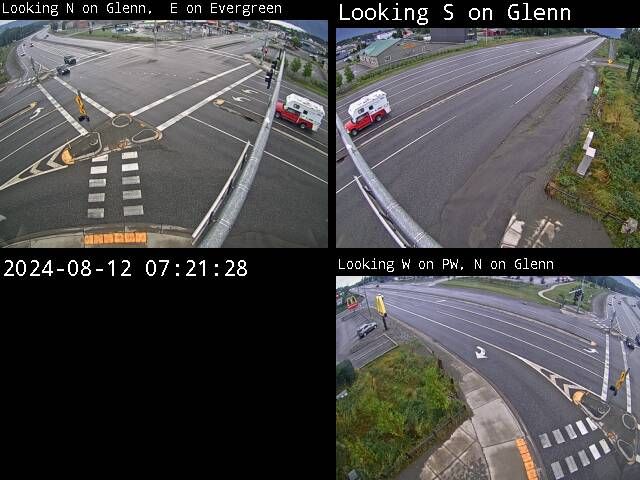 Looking N on Glenn,  E on Evergreen
Looking S on Glenn
2024-08-12 07:21:28
Looking W on PW, N on Glenn